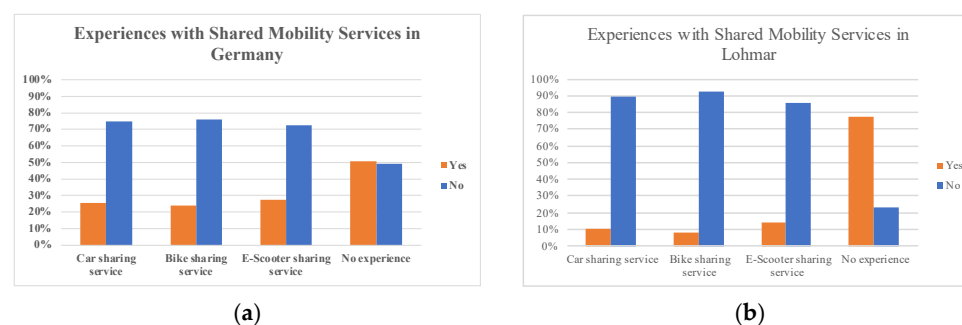 Experiences with Shared Mobility Services in
Germany
100%
90%
80%
70%
60%
50%
40%
30%
20%
10%
0%
Car sharing
service
Bike sharing
service
E-Scooter sharing
service
No experience
Yes
No
(a)
Experiences with Shared Mobility Services in
Lohmar
100%
90%
80%
70%
60%
50%
40%
30%
20%
10%
0%
Car sharing service
Bike sharing
service
E-Scooter sharing
service
No experience
Yes
No
(b)